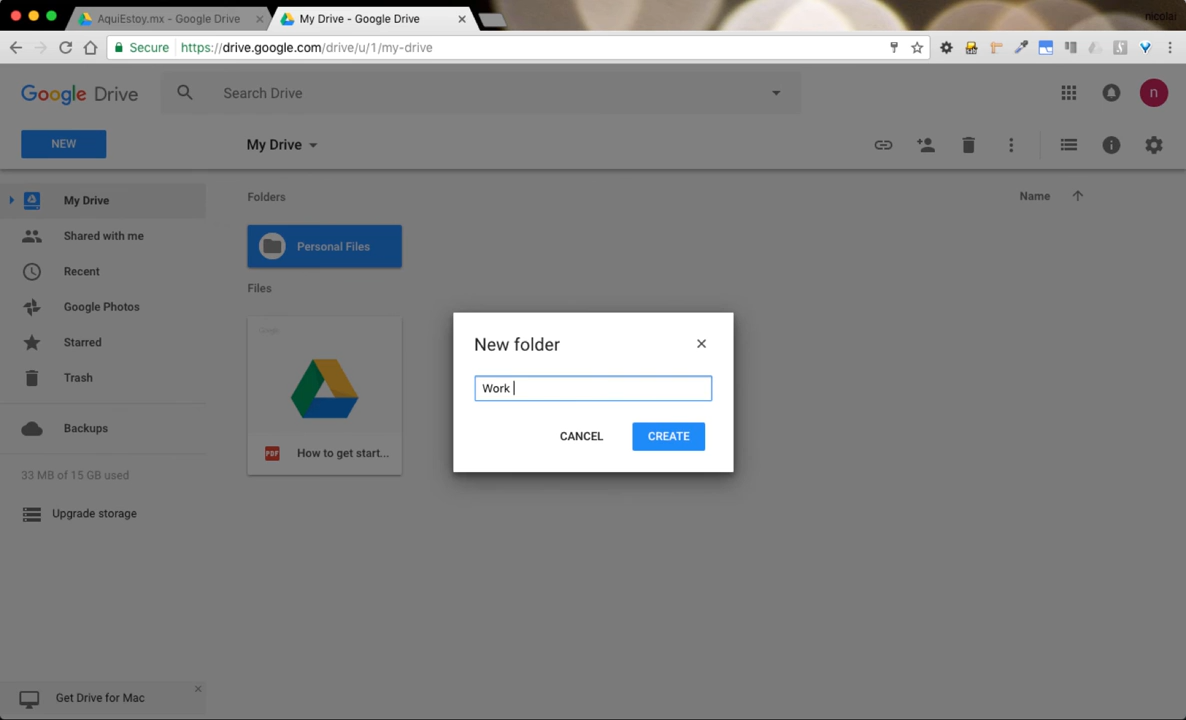 AquiEstoy.mx - Google Drive
My Drive - Google Drive
nicolai
Secure
https://drive.google.com/drive/u/1/my-drive
Google Drive
Search Drive
n
NEW
My Drive
My Drive
Shared with me
Recent
Google Photos
Starred
Trash
Backups
33 MB of 15 GB used
Upgrade storage
Get Drive for Mac
Folders
Name
Personal Files
Files
PDF
How to get start...
New folder
Work
CANCEL
CREATE